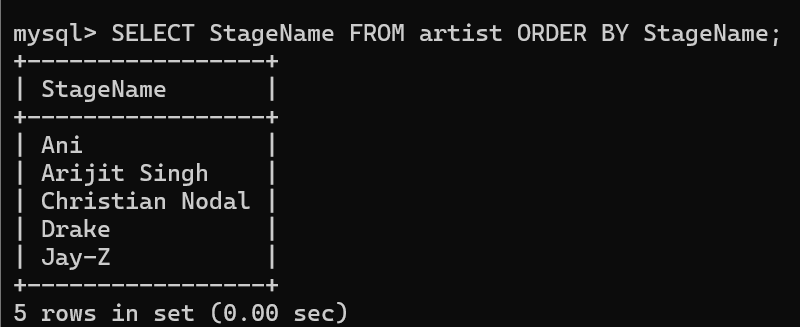 mysql> SELECT StageName FROM artist ORDER BY StageName;
+-----------------+
| StageName       |
+-----------------+
| Ani             |
| Arijit Singh    |
| Christian Nodal |
| Drake           |
| Jay-Z           |
+-----------------+
5 rows in set (0.00 sec)